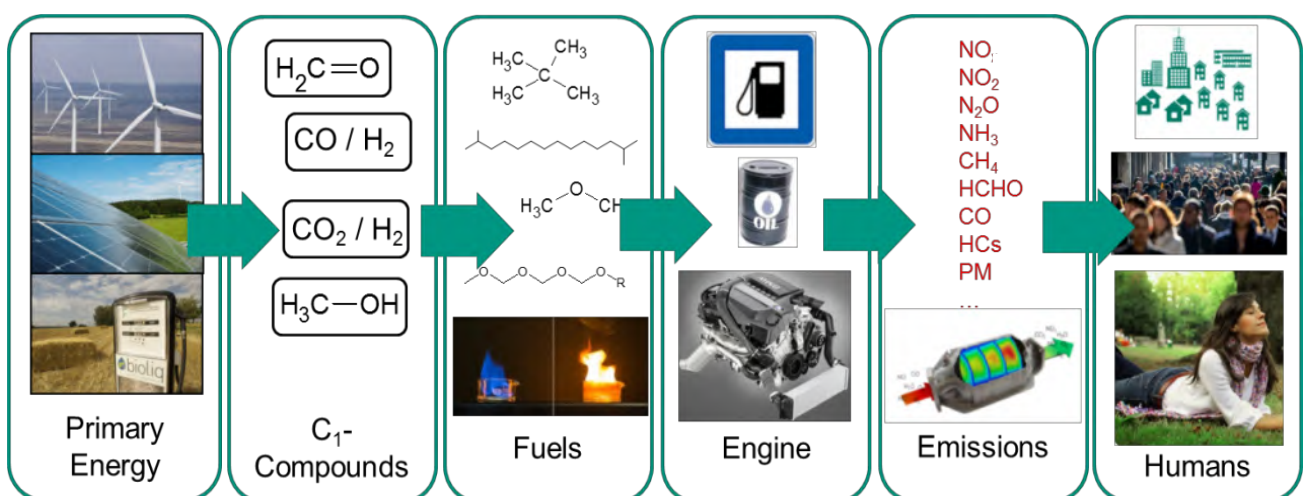 bioliq
Primary
Energy
H₂C=O
CO / H₂
CO₂ / H₂
H₃C—OH
C₁-
Compounds
CH₃
H₃C
C
H₃C CH₃
O
H₃C CH
O O O O R
Fuels
OIL
Engine
NO
NO₂
N₂O
NH₃
CH₄
HCHO
CO
HCs
PM
...
Emissions
Humans